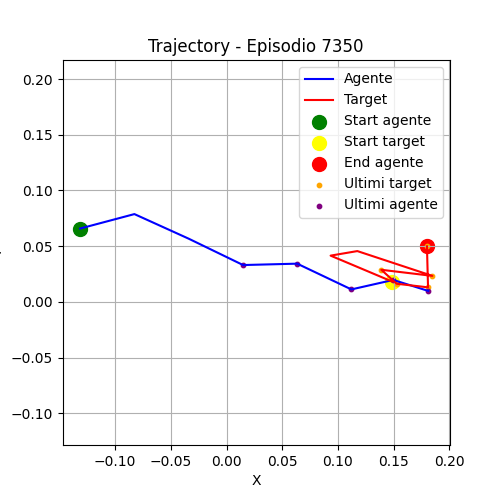 Trajectory - Episodio 7350
Agente
Target
Start agente
Start target
End agente
Ultimi target
Ultimi agente
0.20
0.15
0.10
0.05
0.00
−0.05
−0.10
−0.10
−0.05
0.00
0.05
0.10
0.15
0.20
X